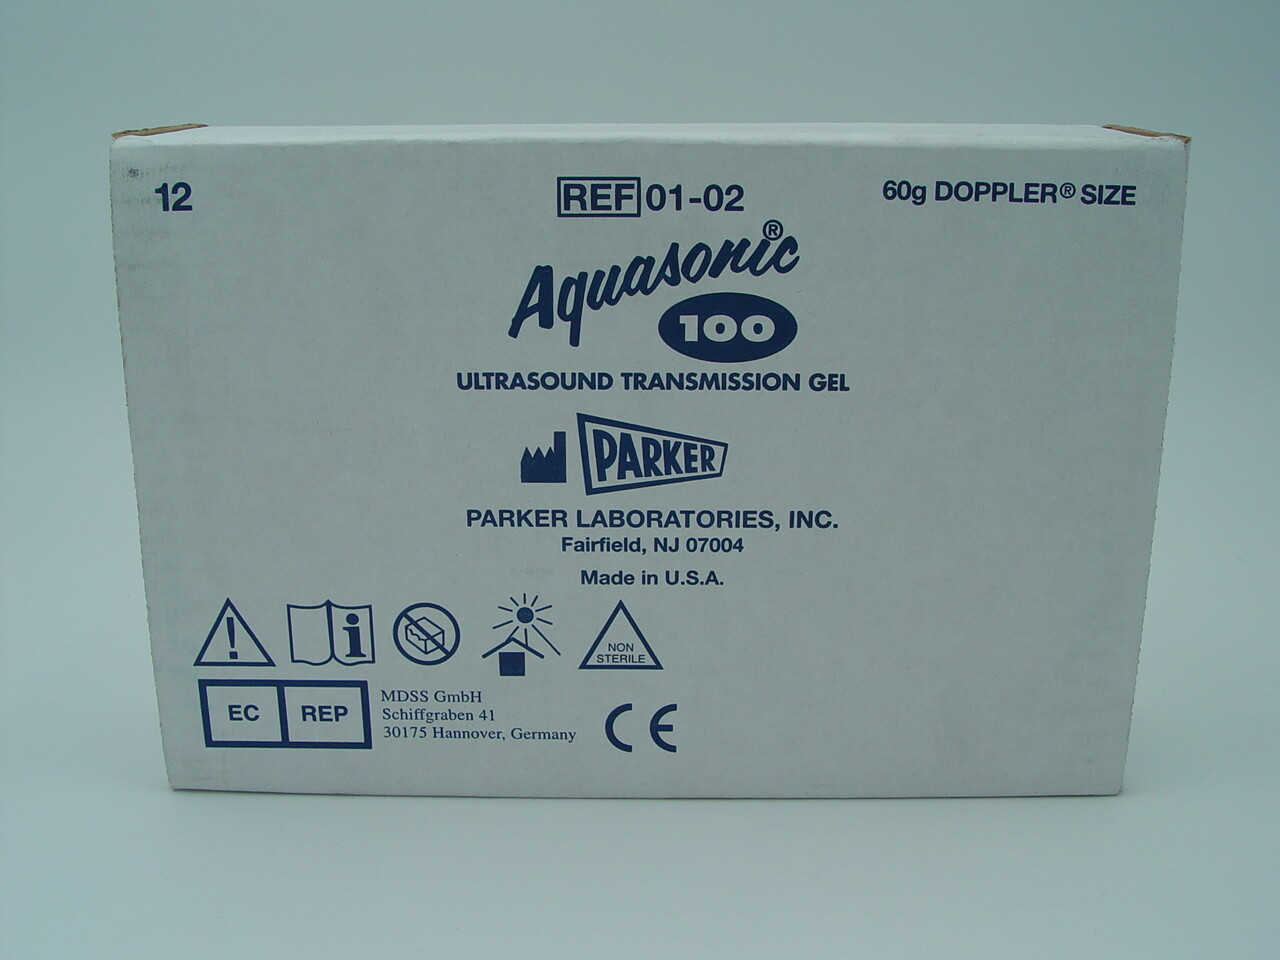 12
REF 01-02
60g DOPPLER® SIZE
Aquasonic®
100
ULTRASOUND TRANSMISSION GEL
PARKER
PARKER LABORATORIES, INC.
Fairfield, NJ 07004
Made in U.S.A.
NON
STERILE
EC REP
MDSS GmbH
Schiffgraben 41
30175 Hannover, Germany
CE